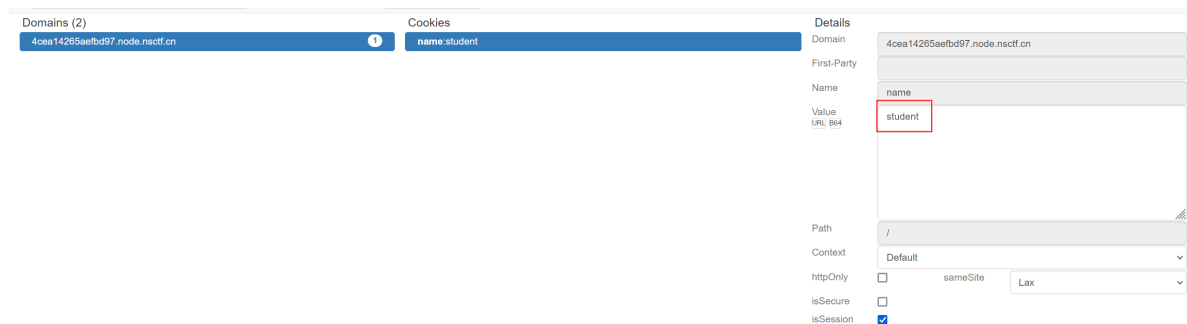 Domains (2)
4cea14265aefbd97.node.nsctf.cn 1
Cookies
name:student
Details
Domain 4cea14265aefbd97.node.nsctf.cn
First-Party
Name name
Value student
URL B64
Path /
Context Default
httpOnly sameSite Lax
isSecure
isSession